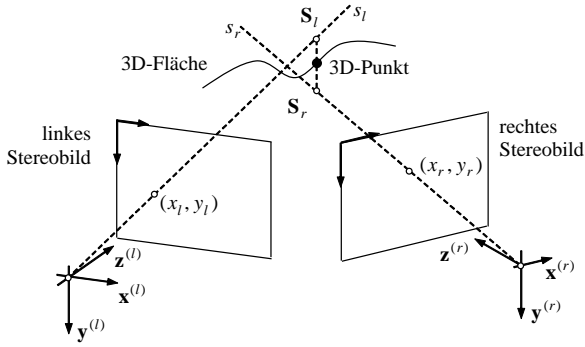 S_l
s_l
s_r
3D-Fläche
3D-Punkt
S_r
linkes
Stereobild
rechtes
Stereobild
(x_l, y_l)
(x_r, y_r)
z^(l)
x^(l)
y^(l)
z^(r)
x^(r)
y^(r)